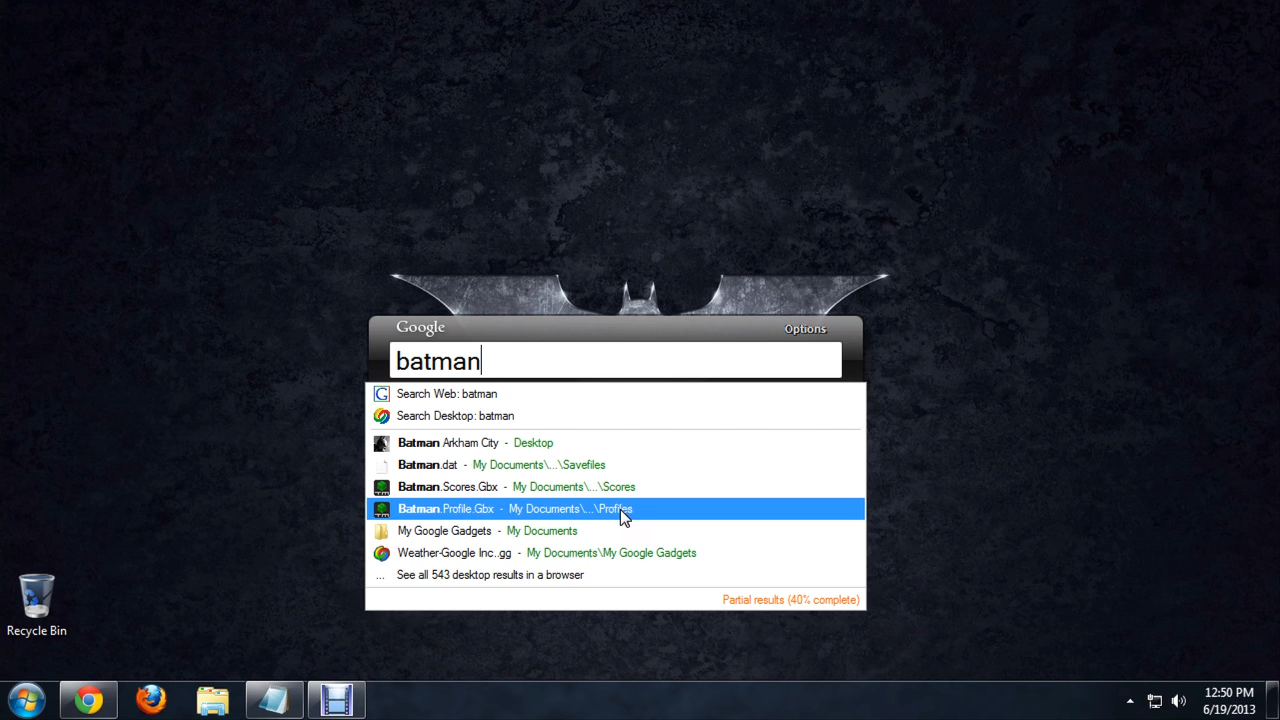 Google
Options
batman
Search Web: batman
Search Desktop: batman
Batman Arkham City - Desktop
Batman.dat - My Documents\...\Savefiles
Batman.Scores.Gbx - My Documents\...\Scores
Batman.Profile.Gbx - My Documents\...\Profiles
My Google Gadgets - My Documents
Weather-Google Inc..gg - My Documents\My Google Gadgets
... See all 543 desktop results in a browser
Partial results (40% complete)
Recycle Bin
12:50 PM
6/19/2013